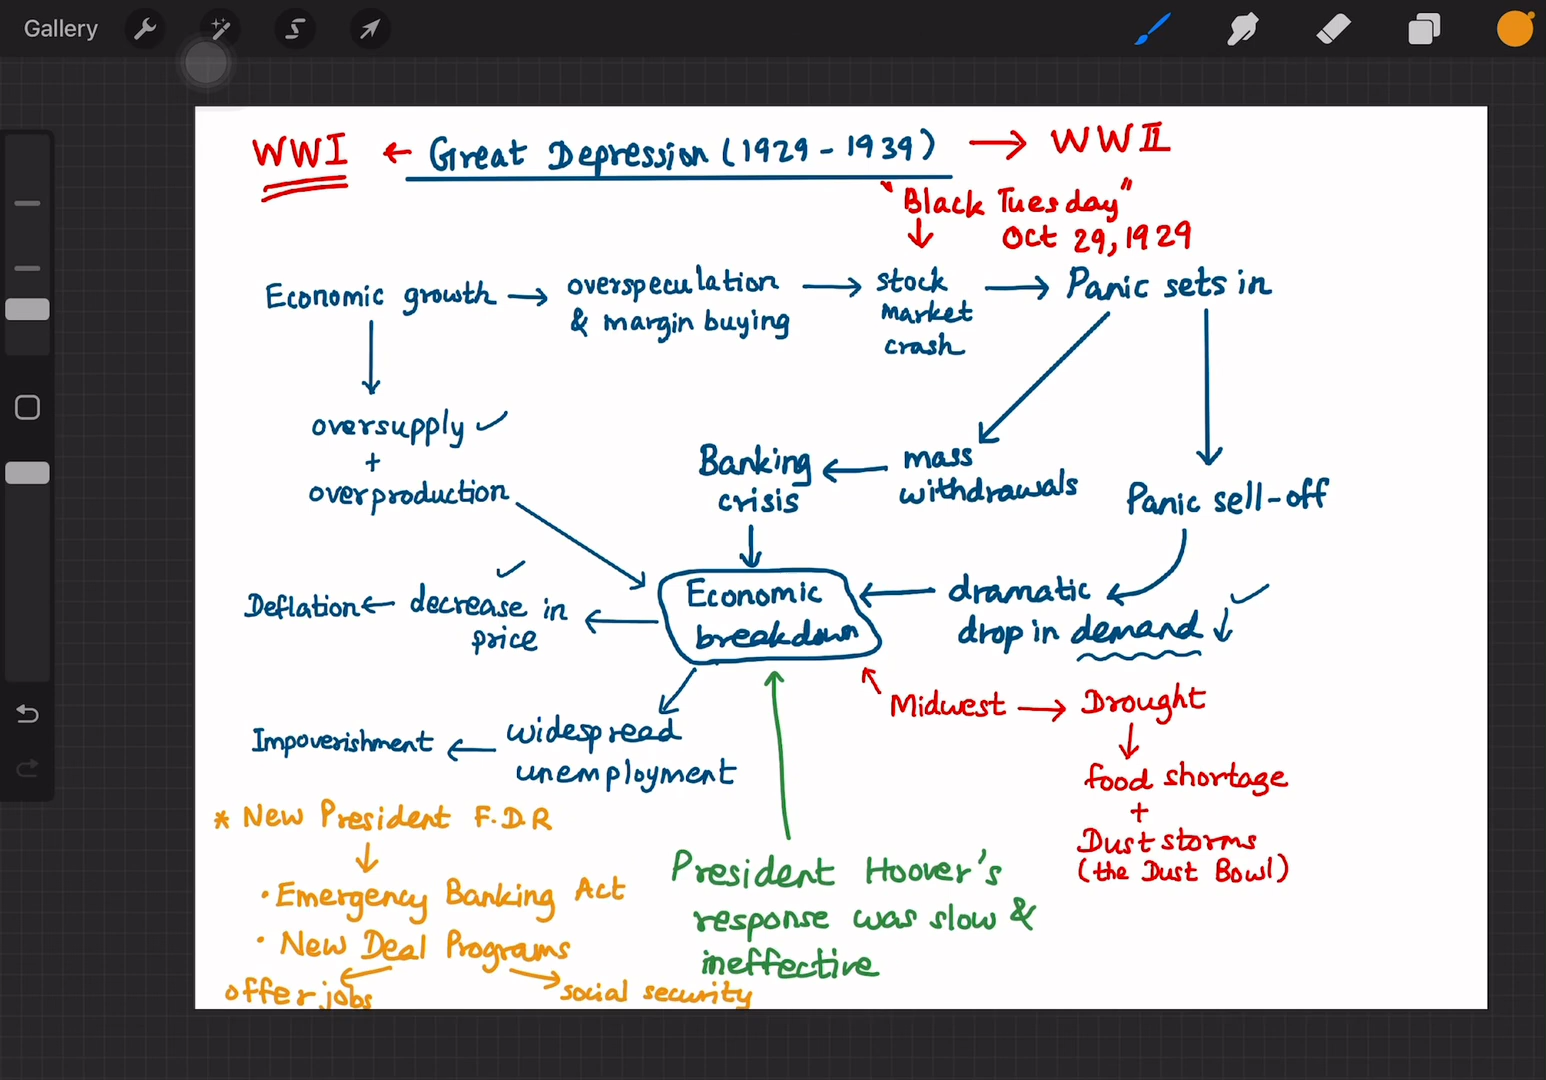 Gallery
WWI ← Great Depression (1929 - 1939) → WWII
"Black Tuesday"
Oct 29, 1929
Economic growth → overspeculation & margin buying → stock market crash → Panic sets in
oversupply ✓
+
overproduction
Banking crisis ← mass withdrawals
Panic sell-off
Deflation ← decrease in price ✓
Economic breakdown
← dramatic drop in demand ↓ ✓
Midwest → Drought
↓
food shortage
+
Dust storms
(the Dust Bowl)
Impoverishment ← widespread unemployment
* New President F.D.R
↓
• Emergency Banking Act
• New Deal Programs
offer jobs
social security
President Hoover's
response was slow &
ineffective